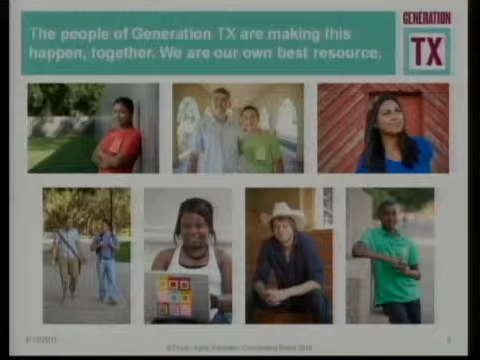 The people of Generation TX are making this
happen, together. We are our own best resource.
GENERATION
TX